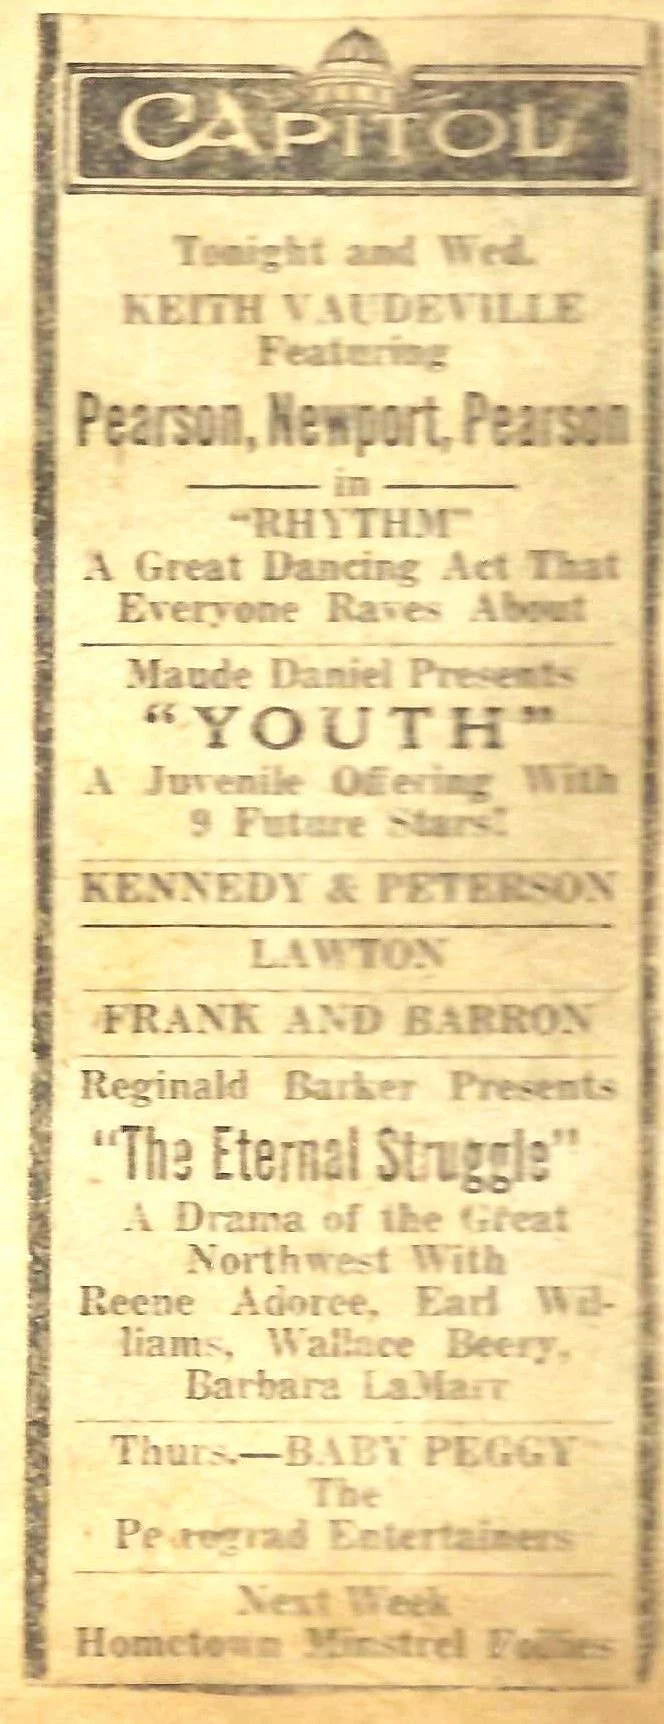 CAPITOL
Tonight and Wed.
KEITH VAUDEVILLE
Featuring
Pearson, Newport, Pearson
in
"RHYTHM"
A Great Dancing Act That
Everyone Raves About
Maude Daniel Presents
"YOUTH"
A Juvenile Offering With
9 Future Stars!
KENNEDY & PETERSON
LAWTON
FRANK AND BARRON
Reginald Barker Presents
"The Eternal Struggle"
A Drama of the Great
Northwest With
Reene Adoree, Earl Wil-
liams, Wallace Beery,
Barbara LaMarr
Thurs.—BABY PEGGY
The
Petrograd Entertainers
Next Week
Hometown Minstrel Follies